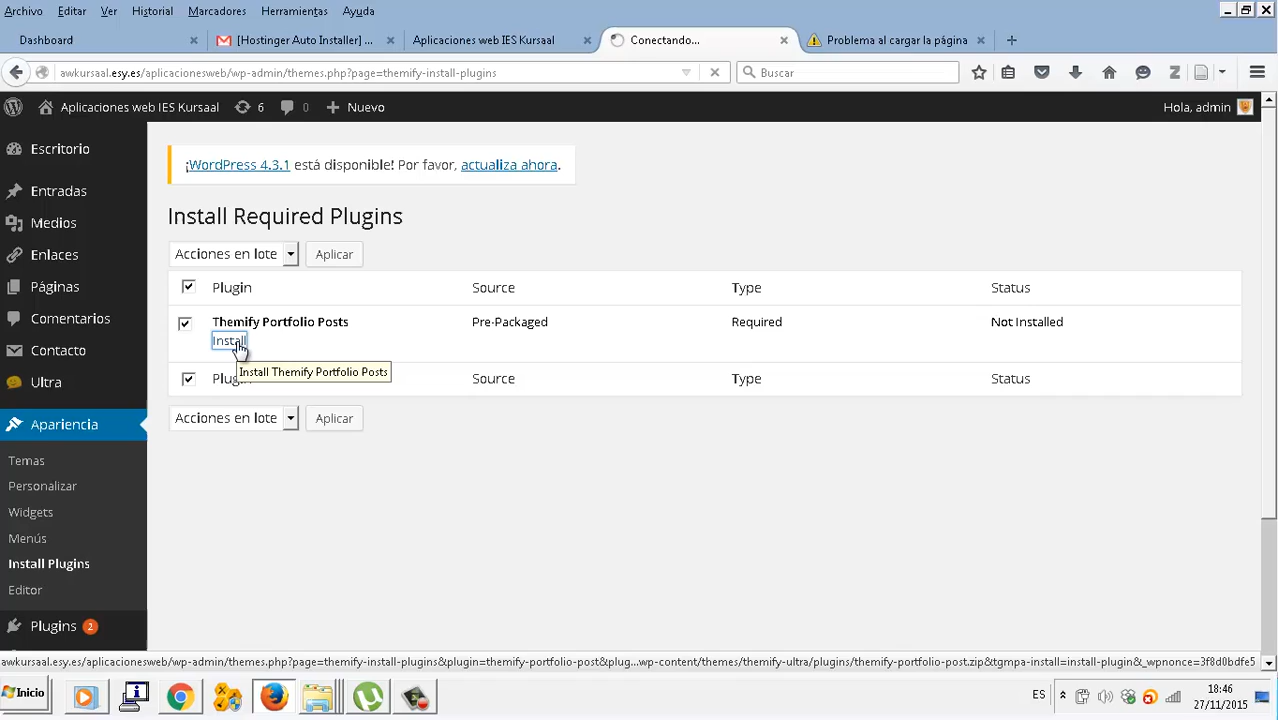 Archivo Editar Ver Historial Marcadores Herramientas Ayuda
Dashboard
[Hostinger Auto Installer] ...
Aplicaciones web IES Kursaal
Conectando...
Problema al cargar la página
awkursaal.esy.es/aplicacionesweb/wp-admin/themes.php?page=themify-install-plugins
Buscar
Aplicaciones web IES Kursaal 6 0 Nuevo
Hola, admin
Escritorio
Entradas
Medios
Enlaces
Páginas
Comentarios
Contacto
Ultra
Apariencia
Temas
Personalizar
Widgets
Menús
Install Plugins
Editor
Plugins 2
¡WordPress 4.3.1 está disponible! Por favor, actualiza ahora.
Install Required Plugins
Acciones en lote Aplicar
Plugin Source Type Status
Themify Portfolio Posts Pre-Packaged Required Not Installed
Install
Install Themify Portfolio Posts
Source Type Status
Acciones en lote Aplicar
awkursaal.esy.es/aplicacionesweb/wp-admin/themes.php?page=themify-install-plugins&plugin=themify-portfolio-post&plug...wp-content/themes/themify-ultra/plugins/themify-portfolio-post.zip&tgmpa-install=install-plugin&_wpnonce=3f8d0bdfe5
Inicio
ES
18:46
27/11/2015